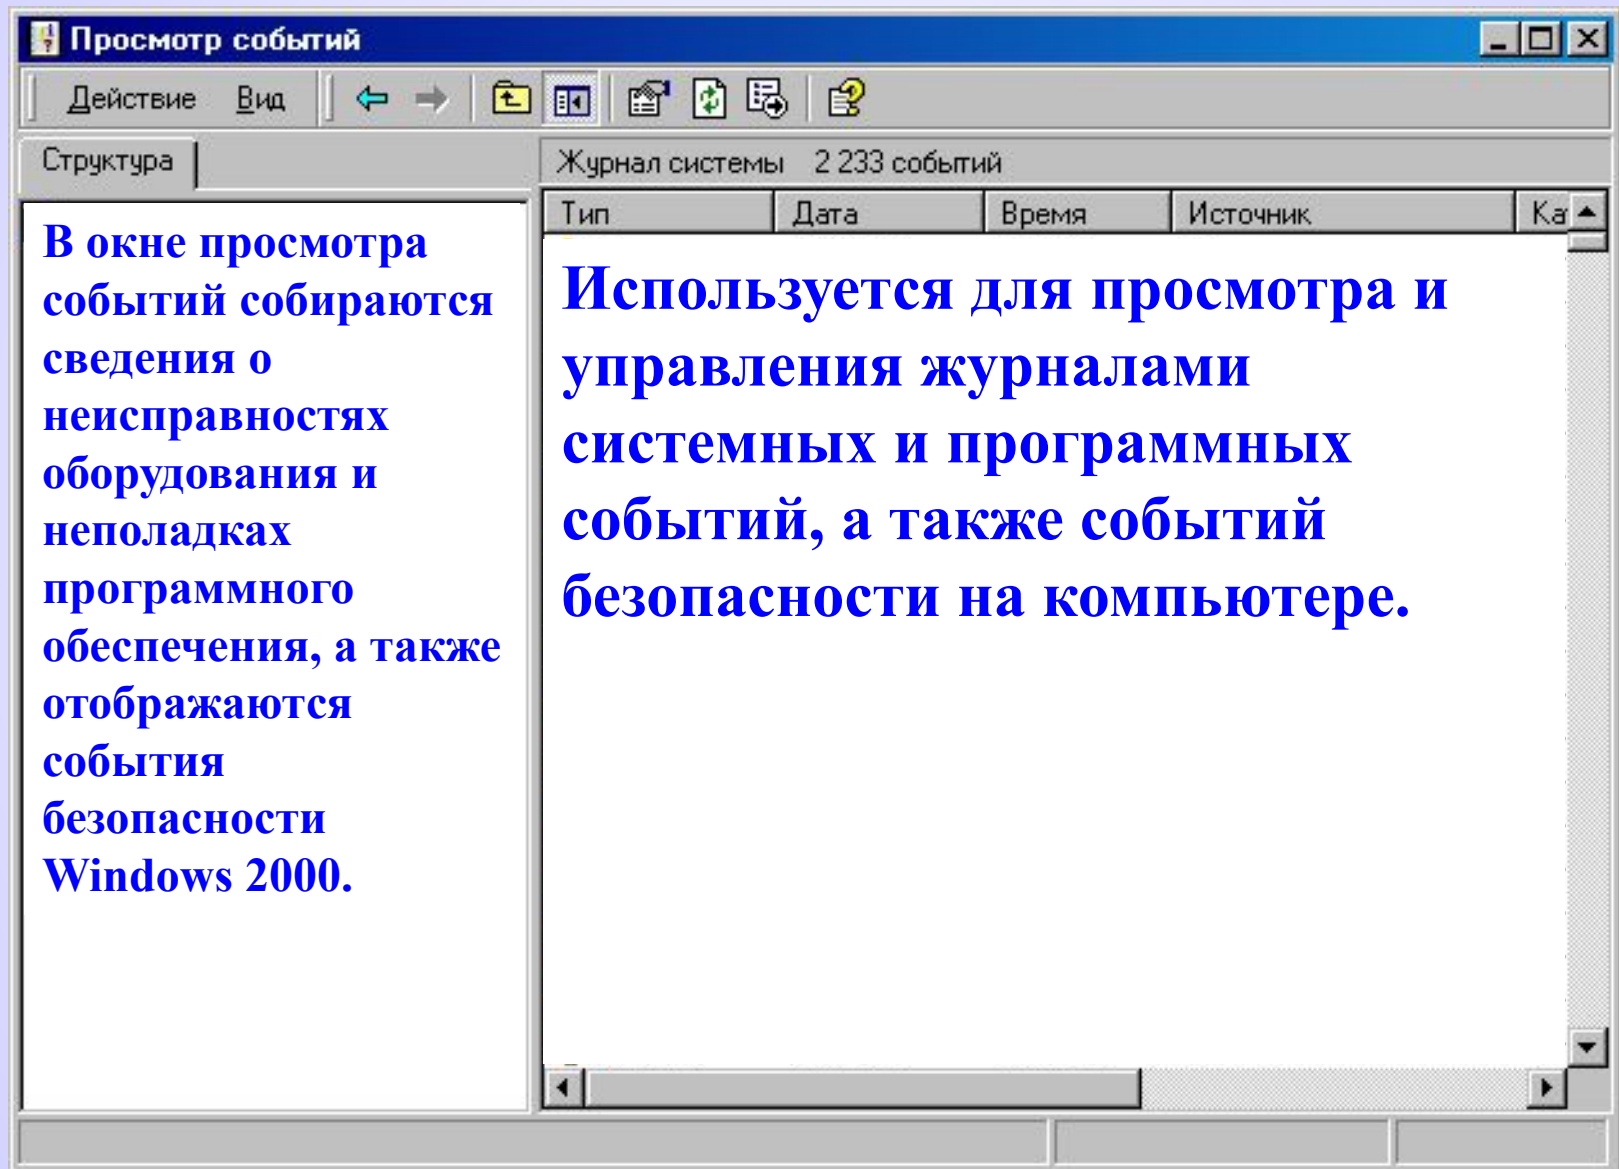 Просмотр событий
Действие Вид
Структура
Журнал системы 2 233 событий
Тип Дата Время Источник Кат
В окне просмотра
событий собираются
сведения о
неисправностях
оборудования и
неполадках
программного
обеспечения, а также
отображаются
события
безопасности
Windows 2000.
Используется для просмотра и
управления журналами
системных и программных
событий, а также событий
безопасности на компьютере.